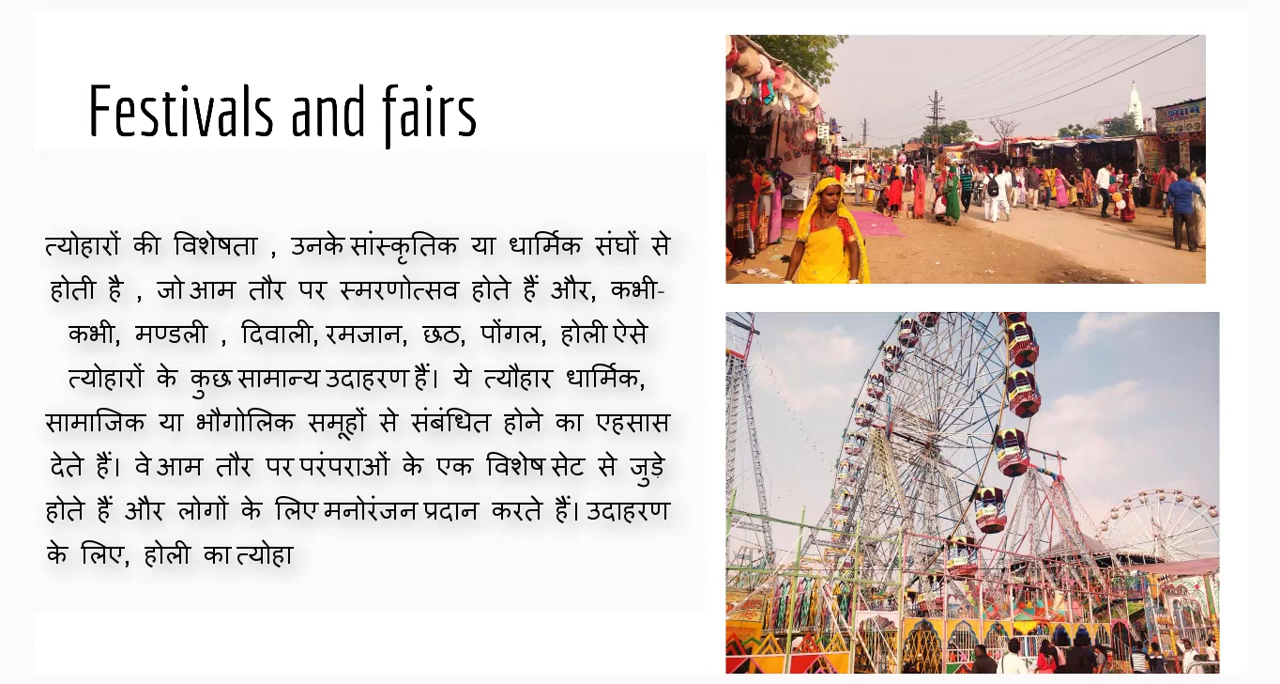 Festivals and fairs
त्योहारों की विशेषता , उनके सांस्कृतिक या धार्मिक संघों से
होती है , जो आम तौर पर स्मरणोत्सव होते हैं और, कभी-
कभी, मण्डली , दिवाली, रमजान, छठ, पोंगल, होली ऐसे
त्योहारों के कुछ सामान्य उदाहरण हैं। ये त्यौहार धार्मिक,
सामाजिक या भौगोलिक समूहों से संबंधित होने का एहसास
देते हैं। वे आम तौर पर परंपराओं के एक विशेष सेट से जुड़े
होते हैं और लोगों के लिए मनोरंजन प्रदान करते हैं। उदाहरण
के लिए, होली का त्योहा